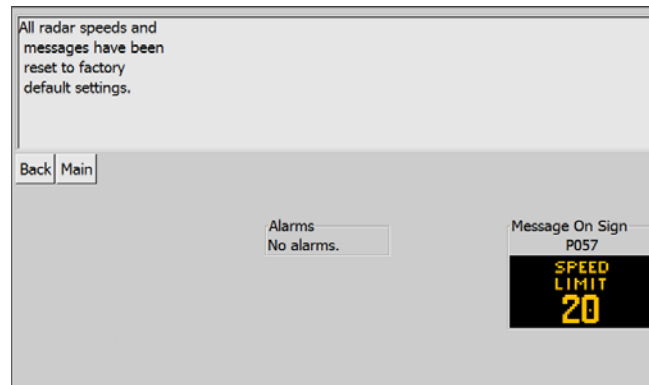 All radar speeds and
messages have been
reset to factory
default settings.
Back Main
Alarms
No alarms.
Message On Sign
P057
SPEED
LIMIT
20